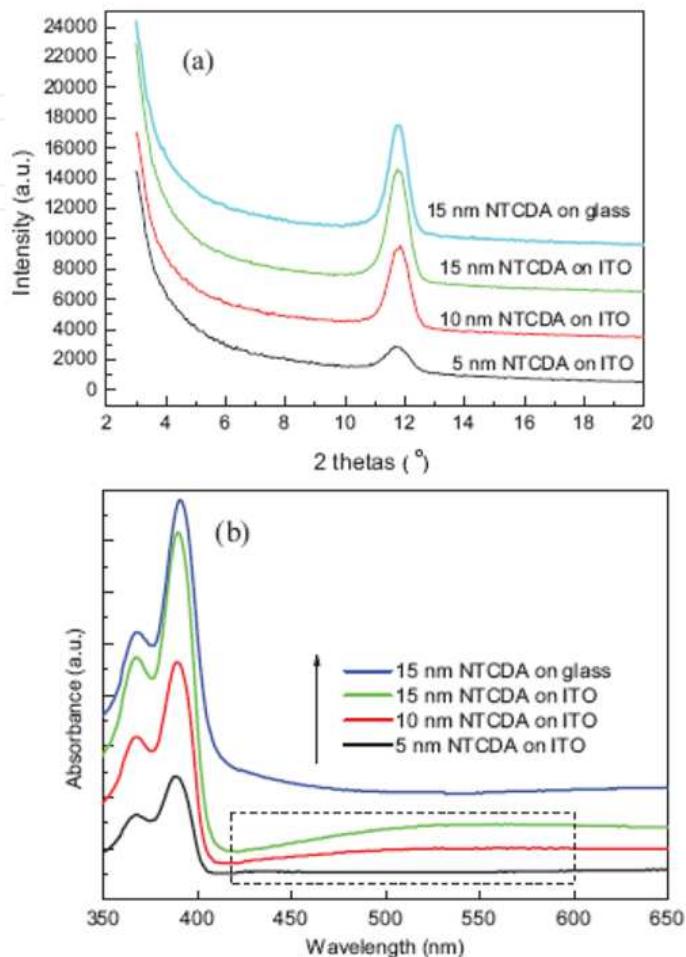 24000
22000
20000
18000
16000
14000
12000
10000
8000
6000
4000
2000
0
Intensity (a.u.)
(a)
15 nm NTCDA on glass
15 nm NTCDA on ITO
10 nm NTCDA on ITO
5 nm NTCDA on ITO
2 4 6 8 10 12 14 16 18 20
2 thetas ( °)
(b)
Absorbance (a.u.)
15 nm NTCDA on glass
15 nm NTCDA on ITO
10 nm NTCDA on ITO
5 nm NTCDA on ITO
350 400 450 500 550 600 650
Wavelength (nm)